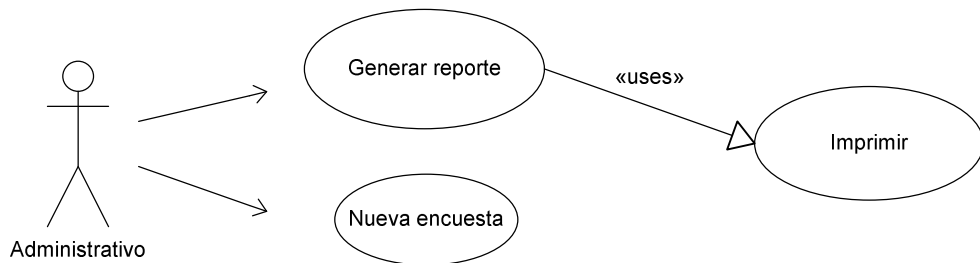 Generar reporte
«uses»
Imprimir
Nueva encuesta
Administrativo